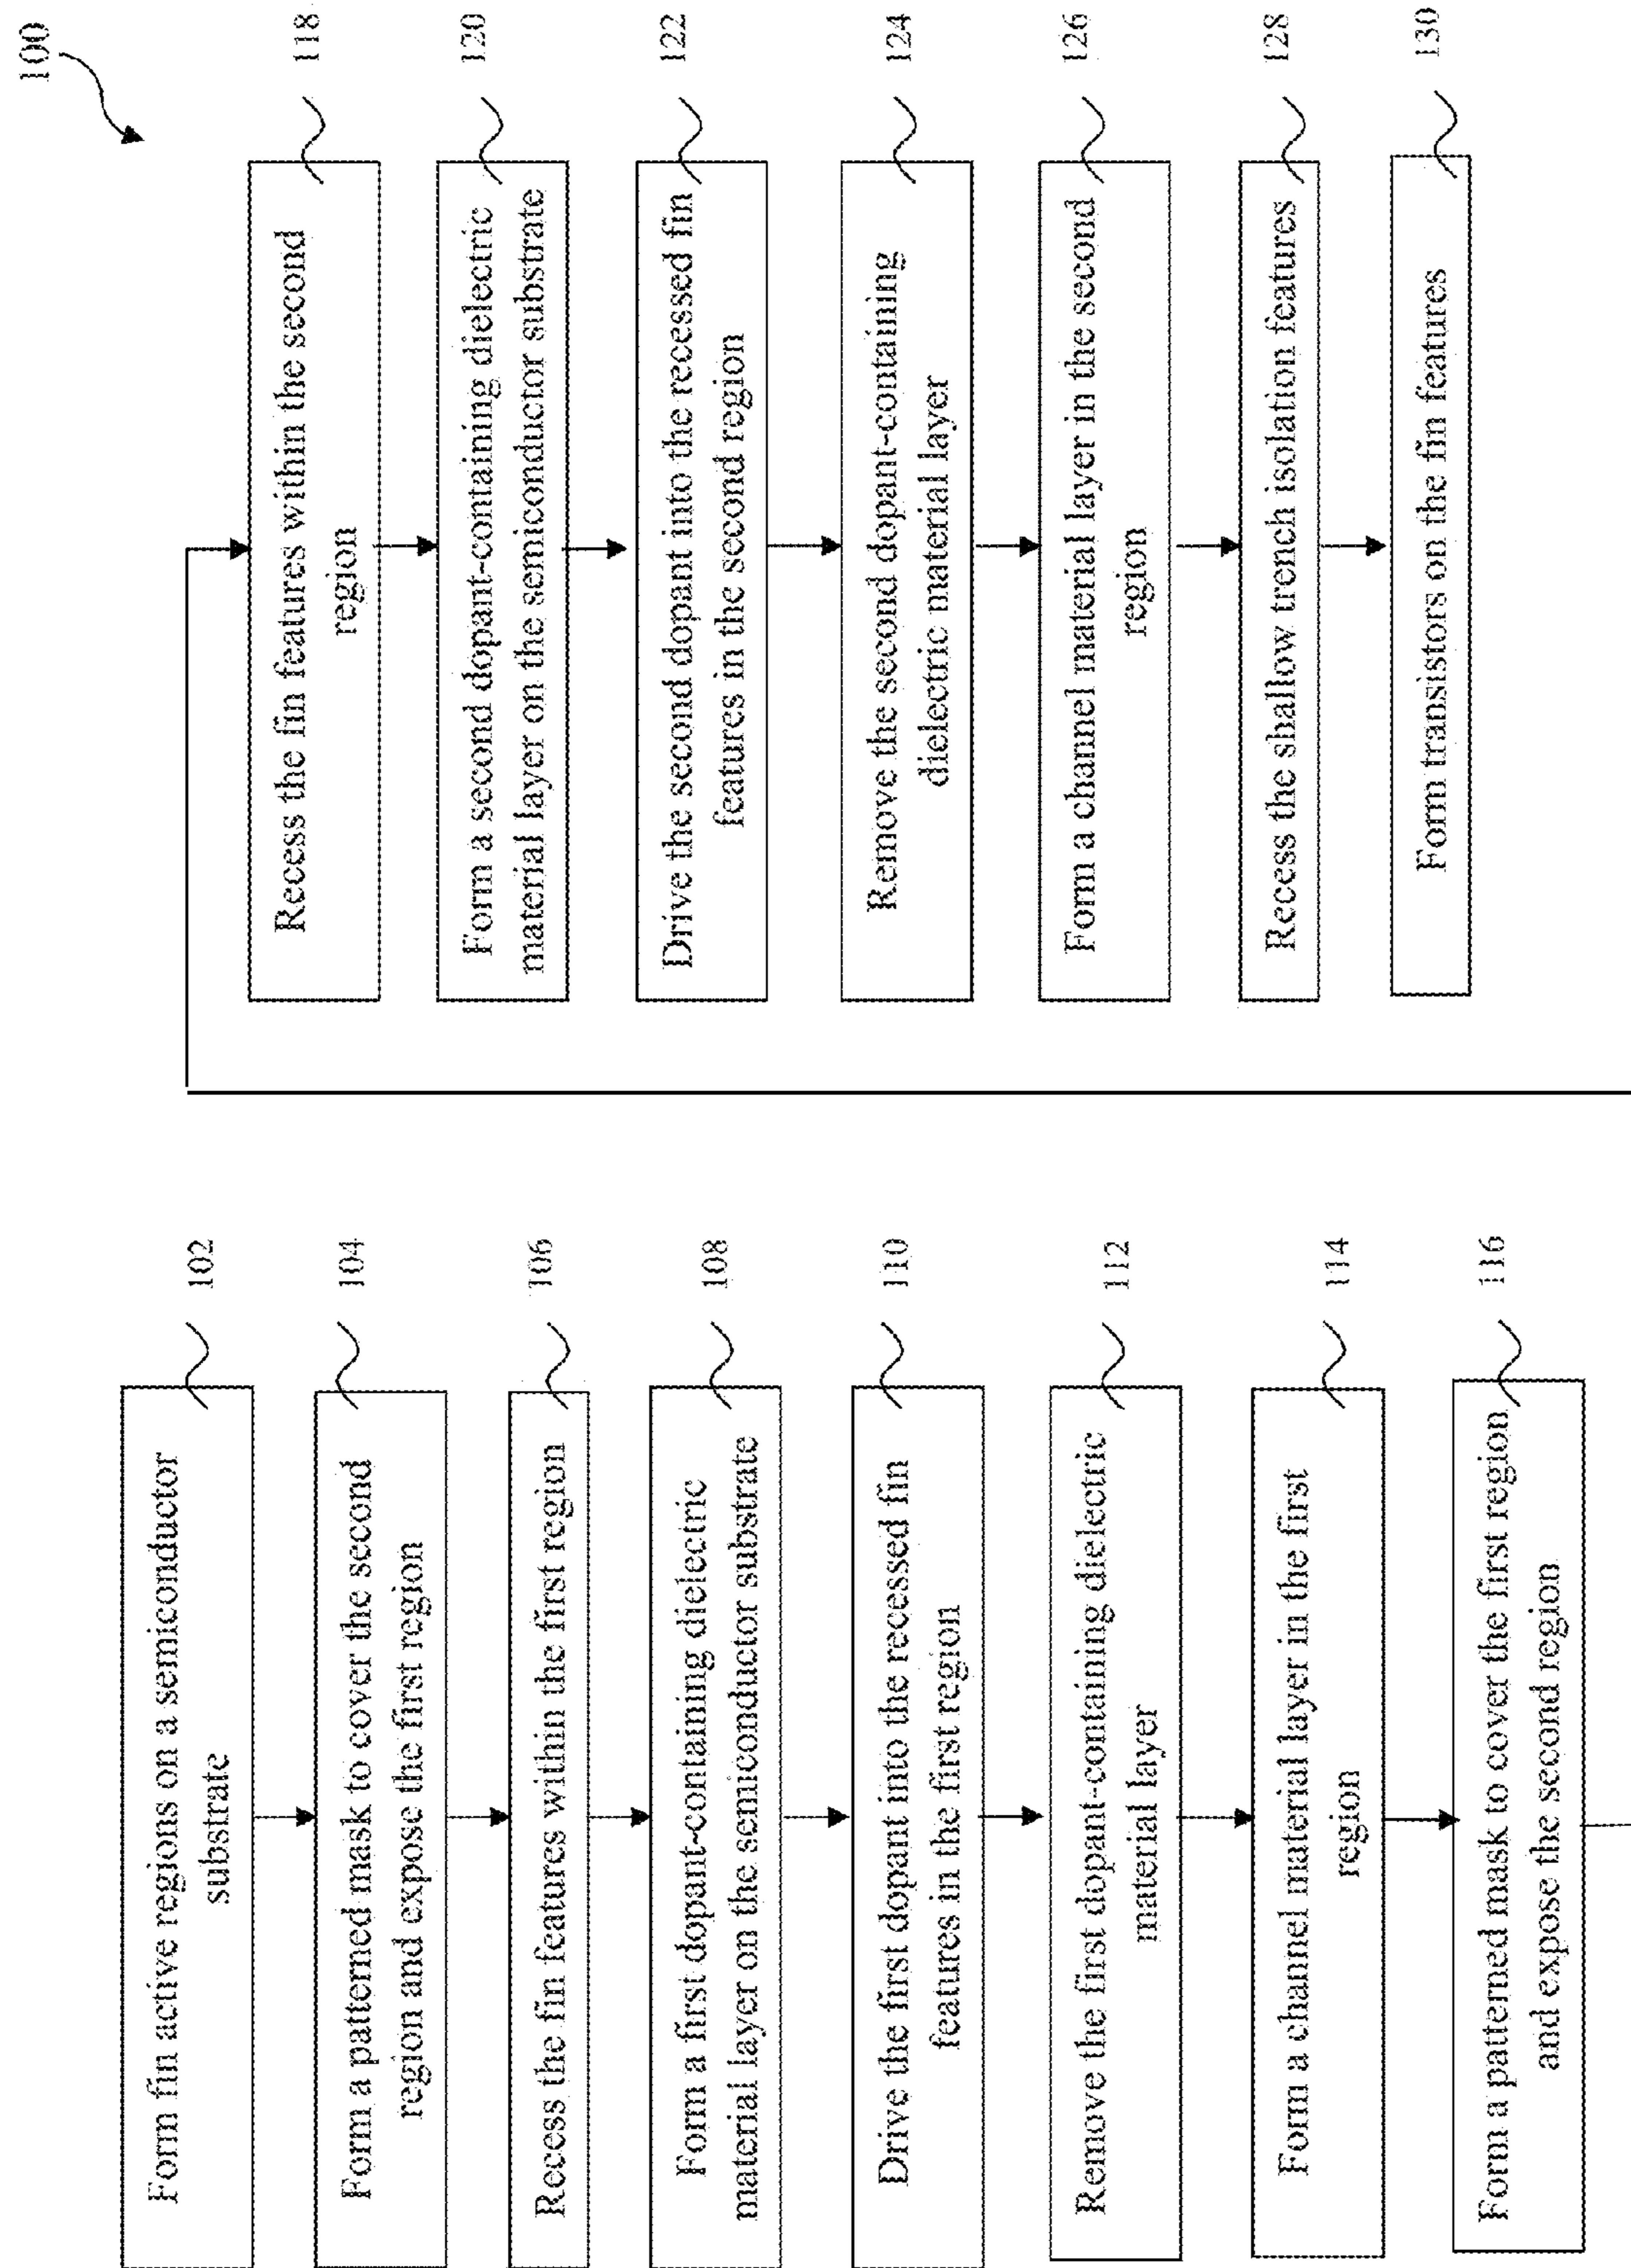 100
Form fin active regions on a semiconductor
substrate
102
Form a patterned mask to cover the second
region and expose the first region
104
Recess the fin features within the first region
106
Form a first dopant-containing dielectric
material layer on the semiconductor substrate
108
Drive the first dopant into the recessed fin
features in the first region
110
Remove the first dopant-containing dielectric
material layer
112
Form a channel material layer in the first
region
114
Form a patterned mask to cover the first region
and expose the second region
116
Recess the fin features within the second
region
118
Form a second dopant-containing dielectric
material layer on the semiconductor substrate
120
Drive the second dopant into the recessed fin
features in the second region
122
Remove the second dopant-containing
dielectric material layer
124
Form a channel material layer in the second
region
126
Recess the shallow trench isolation features
128
Form transistors on the fin features
130